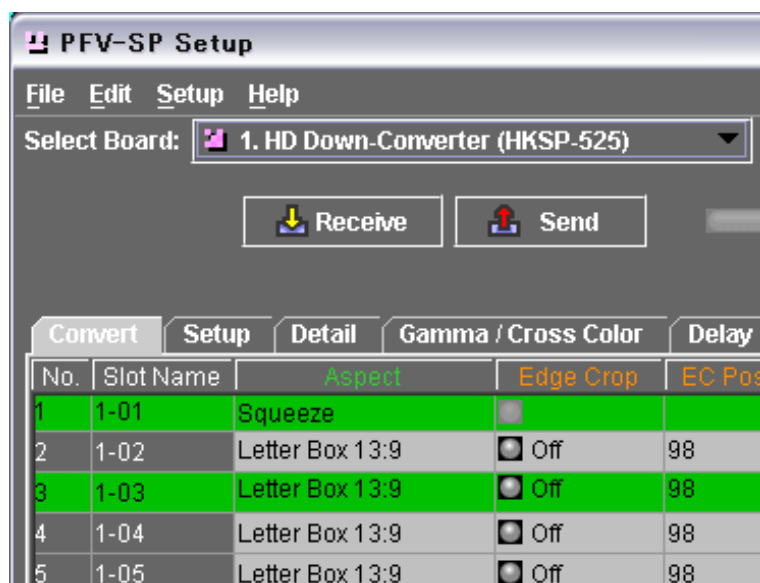 PFV-SP Setup
File Edit Setup Help
Select Board: 1. HD Down-Converter (HKSP-525)
Receive Send
Convert Setup Detail Gamma / Cross Color Delay
No. Slot Name Aspect Edge Crop EC Pos
1 1-01 Squeeze
2 1-02 Letter Box 13:9 Off 98
3 1-03 Letter Box 13:9 Off 98
4 1-04 Letter Box 13:9 Off 98
5 1-05 Letter Box 13:9 Off 98